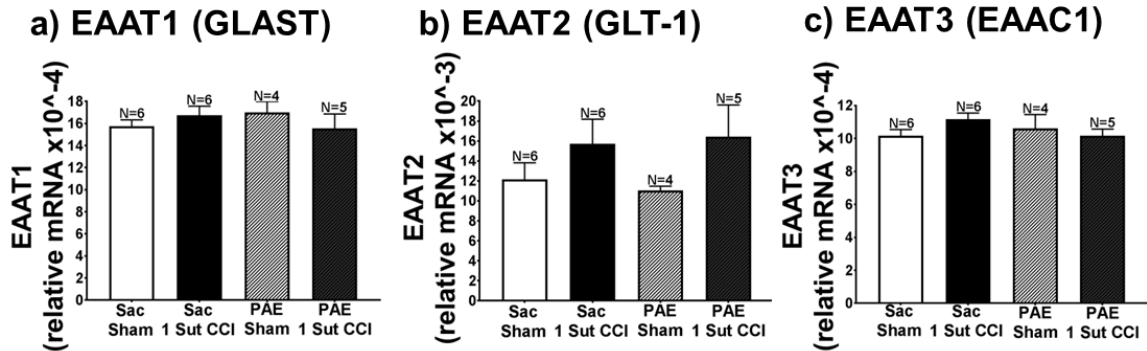 a) EAAT1 (GLAST)
EAAT1
(relative mRNA x10^-4)
18
16
14
12
10
8
6
4
2
0
N=6
N=6
N=4
N=5
Sac
Sham
Sac
1 Sut CCI
PAE
Sham
PAE
1 Sut CCI
b) EAAT2 (GLT-1)
EAAT2
(relative mRNA x10^-3)
20
18
16
14
12
10
8
6
4
2
0
N=6
N=6
N=4
N=5
Sac
Sham
Sac
1 Sut CCI
PAE
Sham
PAE
1 Sut CCI
c) EAAT3 (EAAC1)
EAAT3
(relative mRNA x10^-4)
12
10
8
6
4
2
0
N=6
N=6
N=4
N=5
Sac
Sham
Sac
1 Sut CCI
PAE
Sham
PAE
1 Sut CCI